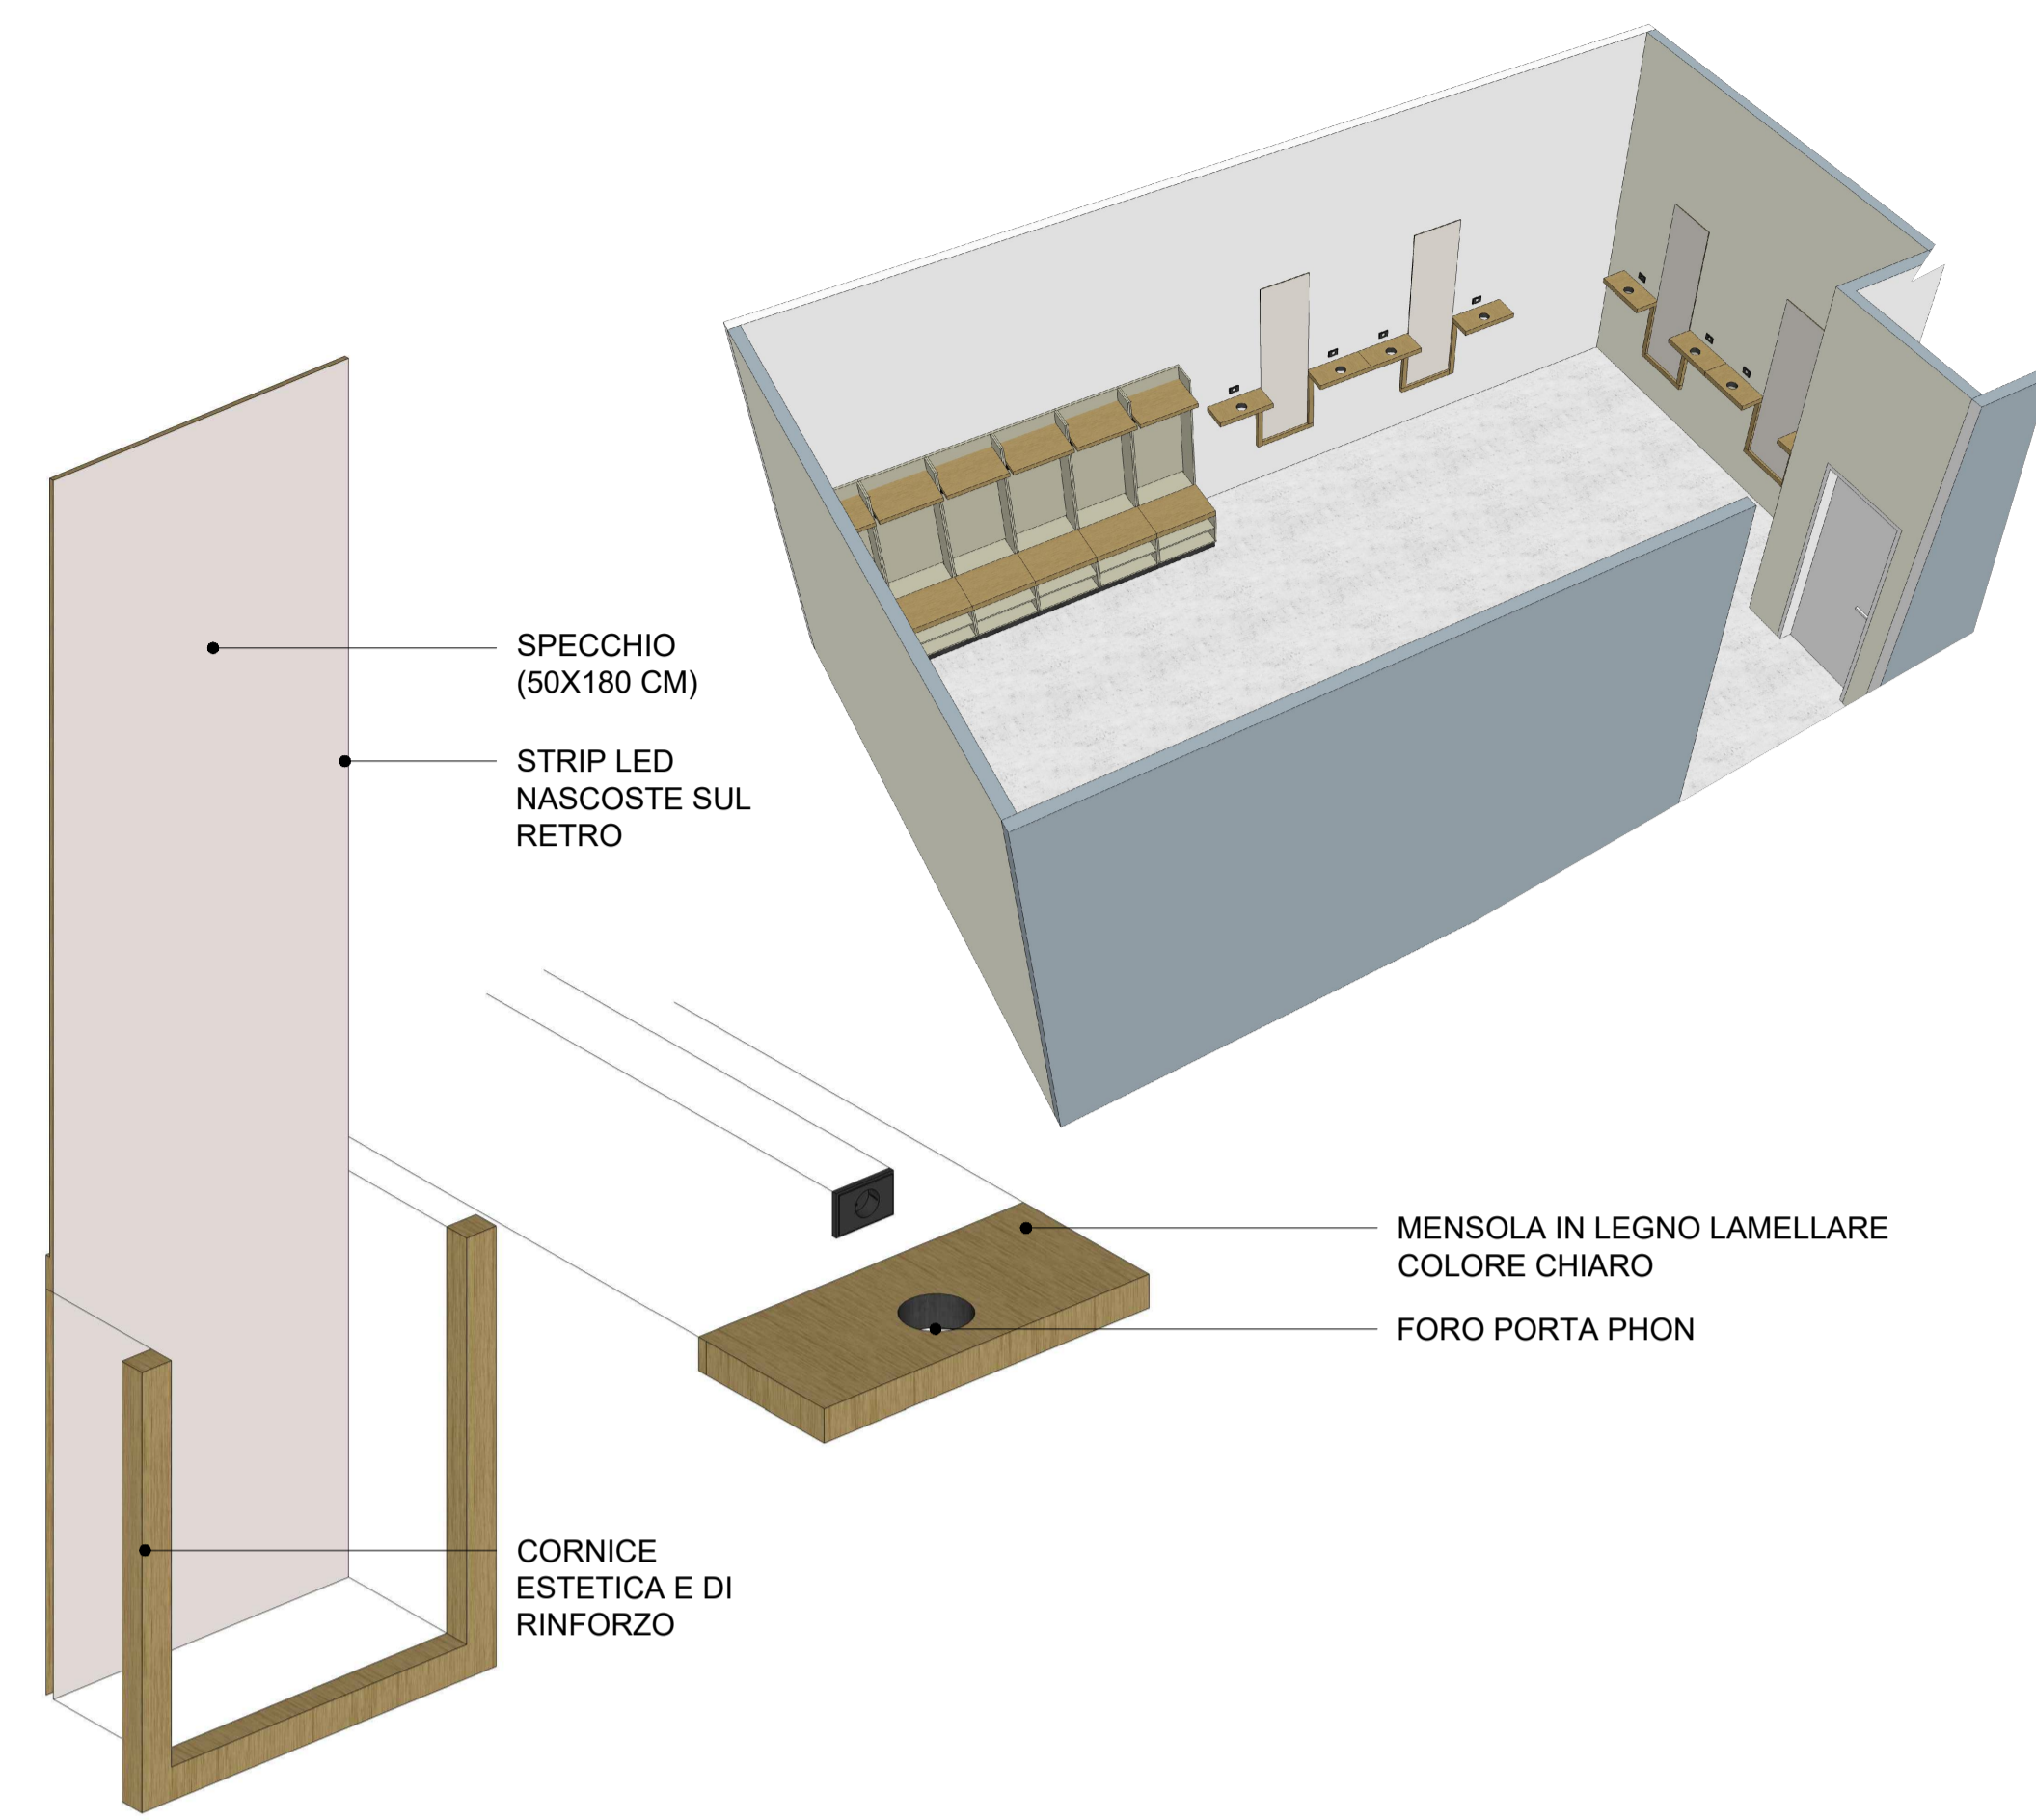 SPECCHIO
(50X180 CM)
STRIP LED
NASCOSTE SUL
RETRO
MENSOLA IN LEGNO LAMELLARE
COLORE CHIARO
FORO PORTA PHON
CORNICE
ESTETICA E DI
RINFORZO